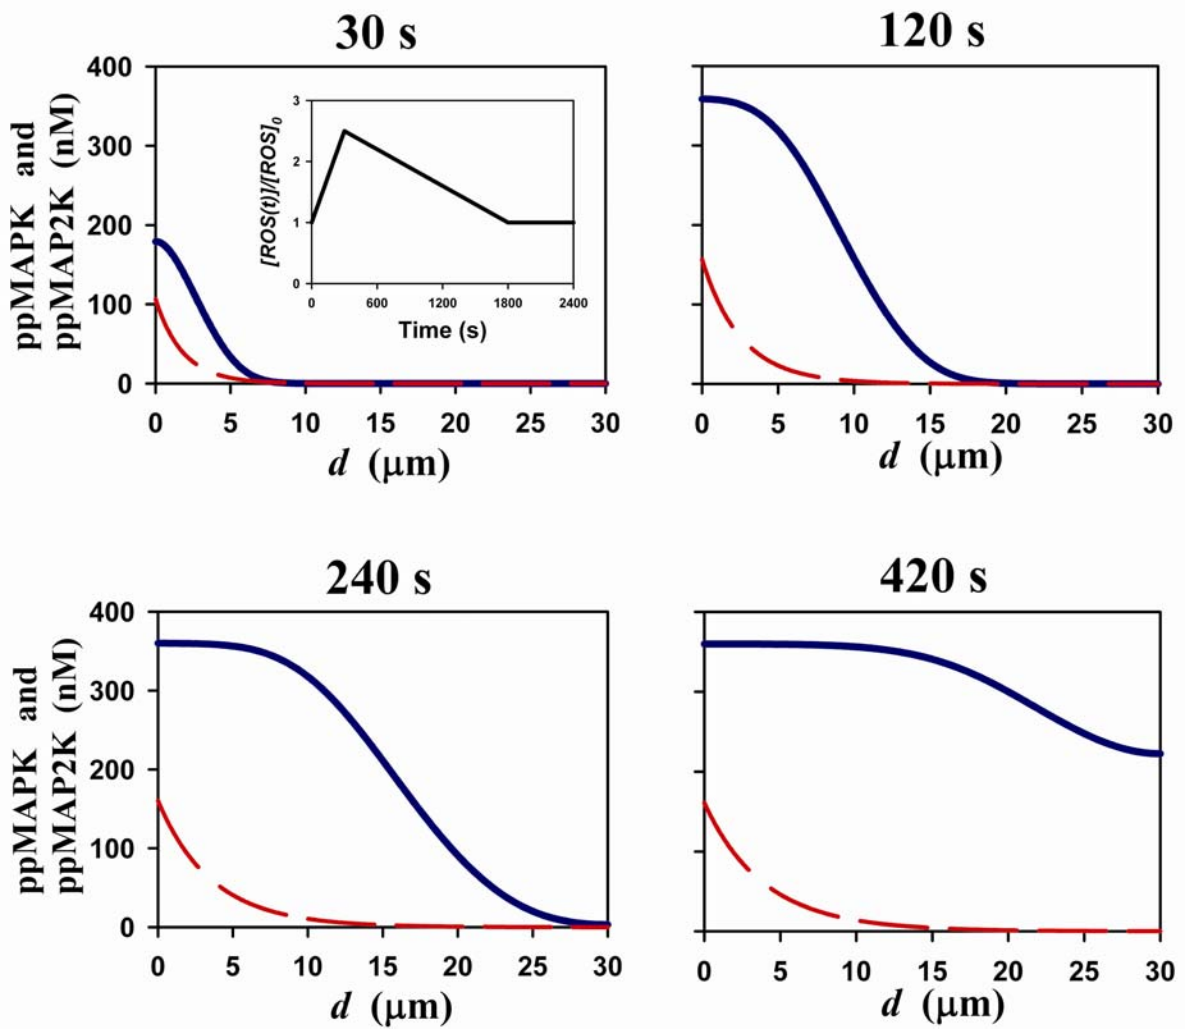 30 s
ppMAPK and
ppMAP2K (nM)
400
300
200
100
0
0 5 10 15 20 25 30
d (μm)
[ROS(t)]/[ROS]0
3
2
1
0
0 600 1200 1800 2400
Time (s)
120 s
0 5 10 15 20 25 30
d (μm)
240 s
ppMAPK and
ppMAP2K (nM)
400
300
200
100
0
0 5 10 15 20 25 30
d (μm)
420 s
0 5 10 15 20 25 30
d (μm)